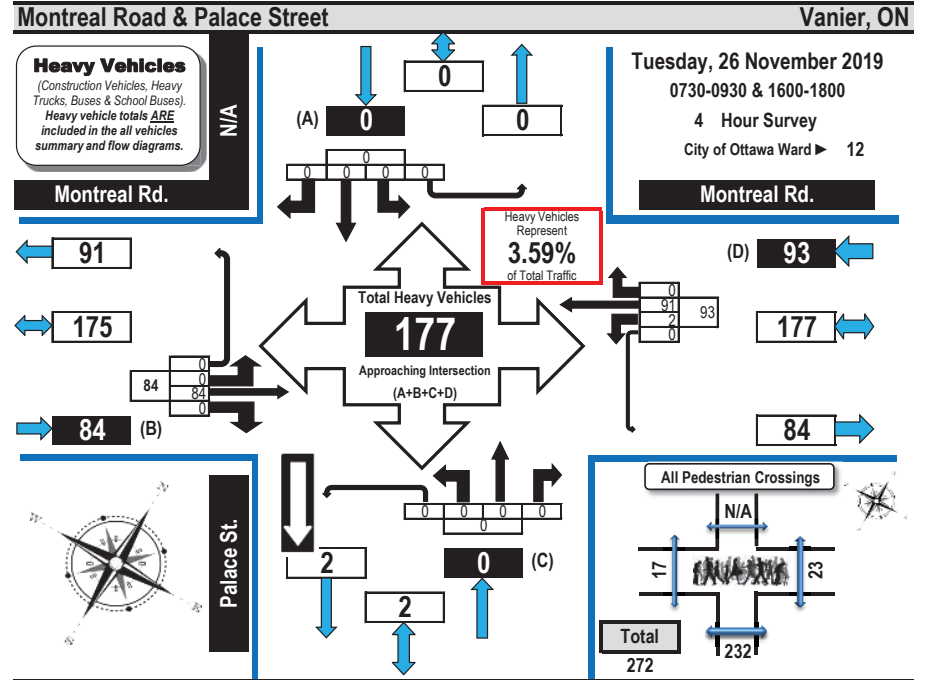 Montreal Road & Palace Street
Vanier, ON
Heavy Vehicles
(Construction Vehicles, Heavy
Trucks, Buses & School Buses).
Heavy vehicle totals ARE
included in the all vehicles
summary and flow diagrams.
N/A
Montreal Rd.
(A)
0
0
0
0
0
0
0
0
Tuesday, 26 November 2019
0730-0930 & 1600-1800
4 Hour Survey
City of Ottawa Ward ► 12
Montreal Rd.
91
175
84
(B)
84
0
0
84
0
Heavy Vehicles
Represent
3.59%
of Total Traffic
Total Heavy Vehicles
177
Approaching Intersection
(A+B+C+D)
(D)
93
0
91
2
0
93
177
84
N
W
E
S
Palace St.
2
2
0
0
0
0
0
0
(C)
All Pedestrian Crossings
N/A
17
23
232
Total
272